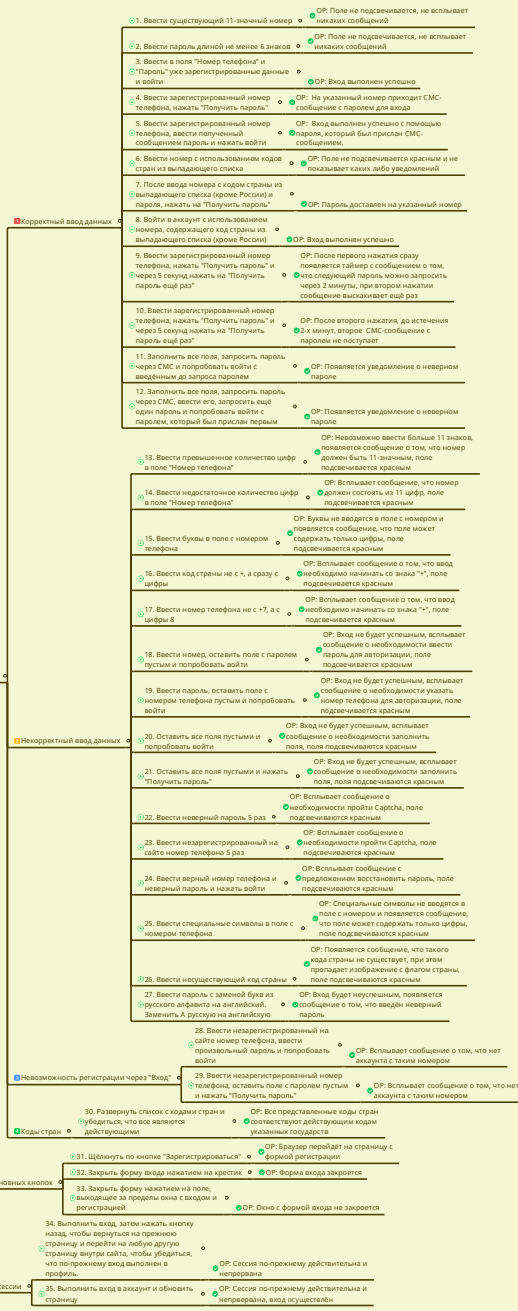 1. Ввести существующий 11-значный номер
ОР: Поле не подсвечивается, не всплывает
никаких сообщений
2. Ввести пароль длиной не менее 6 знаков
ОР: Поле не подсвечивается, не всплывает
никаких сообщений
3. Ввести в поля "Номер телефона" и
"Пароль" уже зарегистрированные данные
и войти
ОР: Вход выполнен успешно
4. Ввести зарегистрированный номер
телефона, нажать "Получить пароль"
ОР: На указанный номер приходит СМС-
сообщение с паролем для входа
5. Ввести зарегистрированный номер
телефона, ввести полученный
сообщением пароль и нажать войти
ОР: Вход выполнен успешно с помощью
пароля, который был прислан СМС-
сообщением.
6. Ввести номер с использованием кодов
стран из выпадающего списка
ОР: Поле не подсвечивается красным и не
показывает каких либо уведомлений
7. После ввода номера с кодом страны из
выпадающего списка (кроме России) и
пароля, нажать на "Получить пароль"
ОР: Пароль доставлен на указанный номер
1 Корректный ввод данных
8. Войти в аккаунт с использованием
номера, содержащего код страны из
выпадающего списка (кроме России)
ОР: Вход выполнен успешно
9. Ввести зарегистрированный номер
телефона, нажать "Получить пароль" и
через 5 секунд нажать на "Получить
пароль ещё раз"
ОР: После первого нажатия сразу
появляется таймер с сообщением о том,
что следующий пароль можно запросить
через 2 минуты, при втором нажатии
сообщение выскакивает ещё раз
10. Ввести зарегистрированный номер
телефона, нажать "Получить пароль" и
через 5 секунд нажать на "Получить
пароль ещё раз"
ОР: После второго нажатия, до истечения
2-х минут, второе СМС-сообщение с
паролем не поступает
11. Заполнить все поля, запросить пароль
через СМС и попробовать войти с
введённым до запроса паролем
ОР: Появляется уведомление о неверном
пароле
12. Заполнить все поля, запросить пароль
через СМС, ввести его, запросить ещё
один пароль и попробовать войти с
паролем, который был прислан первым
ОР: Появляется уведомление о неверном
пароле
13. Ввести превышенное количество цифр
в поле "Номер телефона"
ОР: Невозможно ввести больше 11 знаков,
появляется сообщение о том, что номер
должен быть 11-значным, поле
подсвечивается красным
14. Ввести недостаточное количество цифр
в поле "Номер телефона"
ОР: Всплывает сообщение, что номер
должен состоять из 11 цифр, поле
подсвечивается красным
15. Ввести буквы в поле с номером
телефона
ОР: Буквы не вводятся в поле с номером и
появляется сообщение, что поле может
содержать только цифры, поле
подсвечивается красным
16. Ввести код страны не с +, а сразу с
цифры
ОР: Всплывает сообщение о том, что ввод
необходимо начинать со знака "+", поле
подсвечивается красным
17. Ввести номер телефона не с +7, а с
цифры 8
ОР: Всплывает сообщение о том, что ввод
необходимо начинать со знака "+", поле
подсвечивается красным
18. Ввести номер, оставить поле с паролем
пустым и попробовать войти
ОР: Вход не будет успешным, всплывает
сообщение о необходимости ввести
пароль для авторизации, поле
подсвечивается красным
19. Ввести пароль, оставить поле с
номером телефона пустым и попробовать
войти
ОР: Вход не будет успешным, всплывает
сообщение о необходимости указать
номер телефона для авторизации, поле
подсвечивается красным
2 Некорректный ввод данных
20. Оставить все поля пустыми и
попробовать войти
ОР: Вход не будет успешным, всплывает
сообщение о необходимости заполнить
поля, поля подсвечиваются красным
21. Оставить все поля пустыми и нажать
"Получить пароль"
ОР: Вход не будет успешным, всплывает
сообщение о необходимости заполнить
поля, поля подсвечиваются красным
22. Ввести неверный пароль 5 раз
ОР: Всплывает сообщение о
необходимости пройти Captcha, поле
подсвечиваются красным
23. Ввести незарегистрированный на
сайте номер телефона 5 раз
ОР: Всплывает сообщение о
необходимости пройти Captcha, поле
подсвечиваются красным
24. Ввести верный номер телефона и
неверный пароль и нажать войти
ОР: Всплывает сообщение с
предложением восстановить пароль, поле
подсвечиваются красным
25. Ввести специальные символы в поле с
номером телефона
ОР: Специальные символы не вводятся в
поле с номером и появляется сообщение,
что поле может содержать только цифры,
поле подсвечиваются красным
26. Ввести несуществующий код страны
ОР: Появляется сообщение, что такого
кода страны не существует, при этом
пропадает изображение с флагом страны,
поле подсвечиваются красным
27. Ввести пароль с заменой букв из
русского алфавита на английский.
Заменить А русскую на английскую
ОР: Вход будет неуспешным, появляется
сообщение о том, что введён неверный
пароль
3 Невозможность регистрации через "Вход"
28. Ввести незарегистрированный на
сайте номер телефона, ввести
произвольный пароль и попробовать
войти
ОР: Всплывает сообщение о том, что нет
аккаунта с таким номером
29. Ввести незарегистрированный номер
телефона, оставить поле с паролем пустым
и нажать "Получить пароль"
ОР: Всплывает сообщение о том, что нет
аккаунта с таким номером
4 Коды стран
30. Развернуть список с кодами стран и
убедиться, что все являются
действующими
ОР: Все представленные коды стран
соответствуют действующим кодам
указанных государств
новных кнопок
31. Щёлкнуть по кнопке "Зарегистрироваться"
ОР: Браузер перейдёт на страницу с
формой регистрации
32. Закрыть форму входа нажатием на крестик
ОР: Форма входа закроется
33. Закрыть форму нажатием на поле,
выходящее за пределы окна с входом и
регистрацией
ОР: Окно с формой входа не закроется
сессии
34. Выполнить вход, затем нажать кнопку
назад, чтобы вернуться на прежнюю
страницу и перейти на любую другую
страницу внутри сайта, чтобы убедиться,
что по-прежнему вход выполнен в
профиль.
ОР: Сессия по-прежнему действительна и
непревана
35. Выполнить вход в аккаунт и обновить
страницу
ОР: Сессия по-прежнему действительна и
непрвервана, вход осуществлён